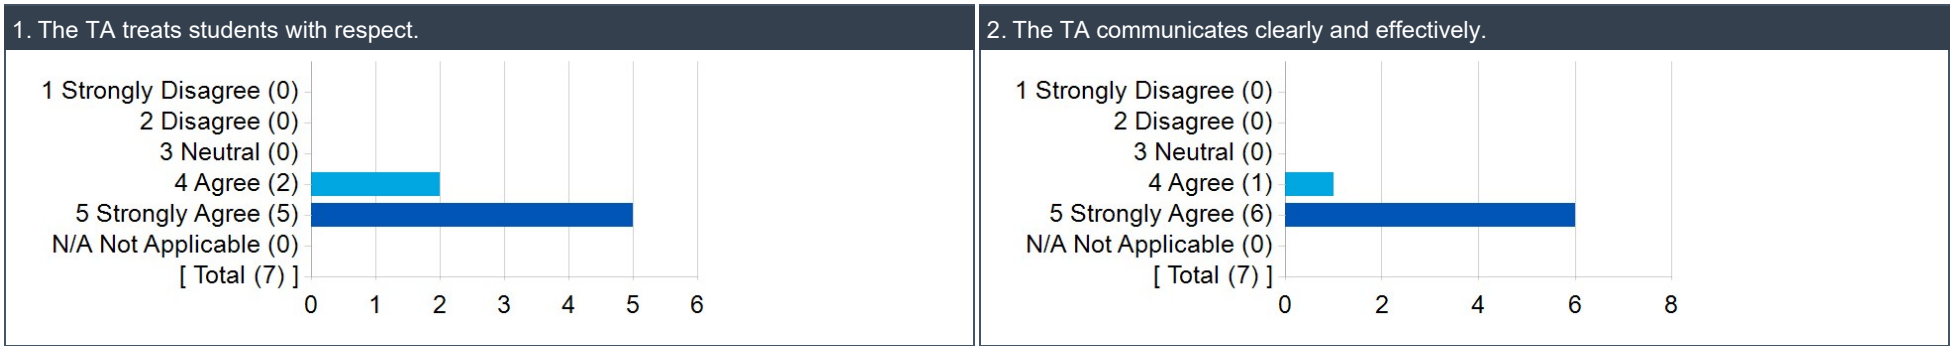 1. The TA treats students with respect.
1 Strongly Disagree (0)
2 Disagree (0)
3 Neutral (0)
4 Agree (2)
5 Strongly Agree (5)
N/A Not Applicable (0)
[ Total (7) ]
0 1 2 3 4 5 6
2. The TA communicates clearly and effectively.
1 Strongly Disagree (0)
2 Disagree (0)
3 Neutral (0)
4 Agree (1)
5 Strongly Agree (6)
N/A Not Applicable (0)
[ Total (7) ]
0 2 4 6 8